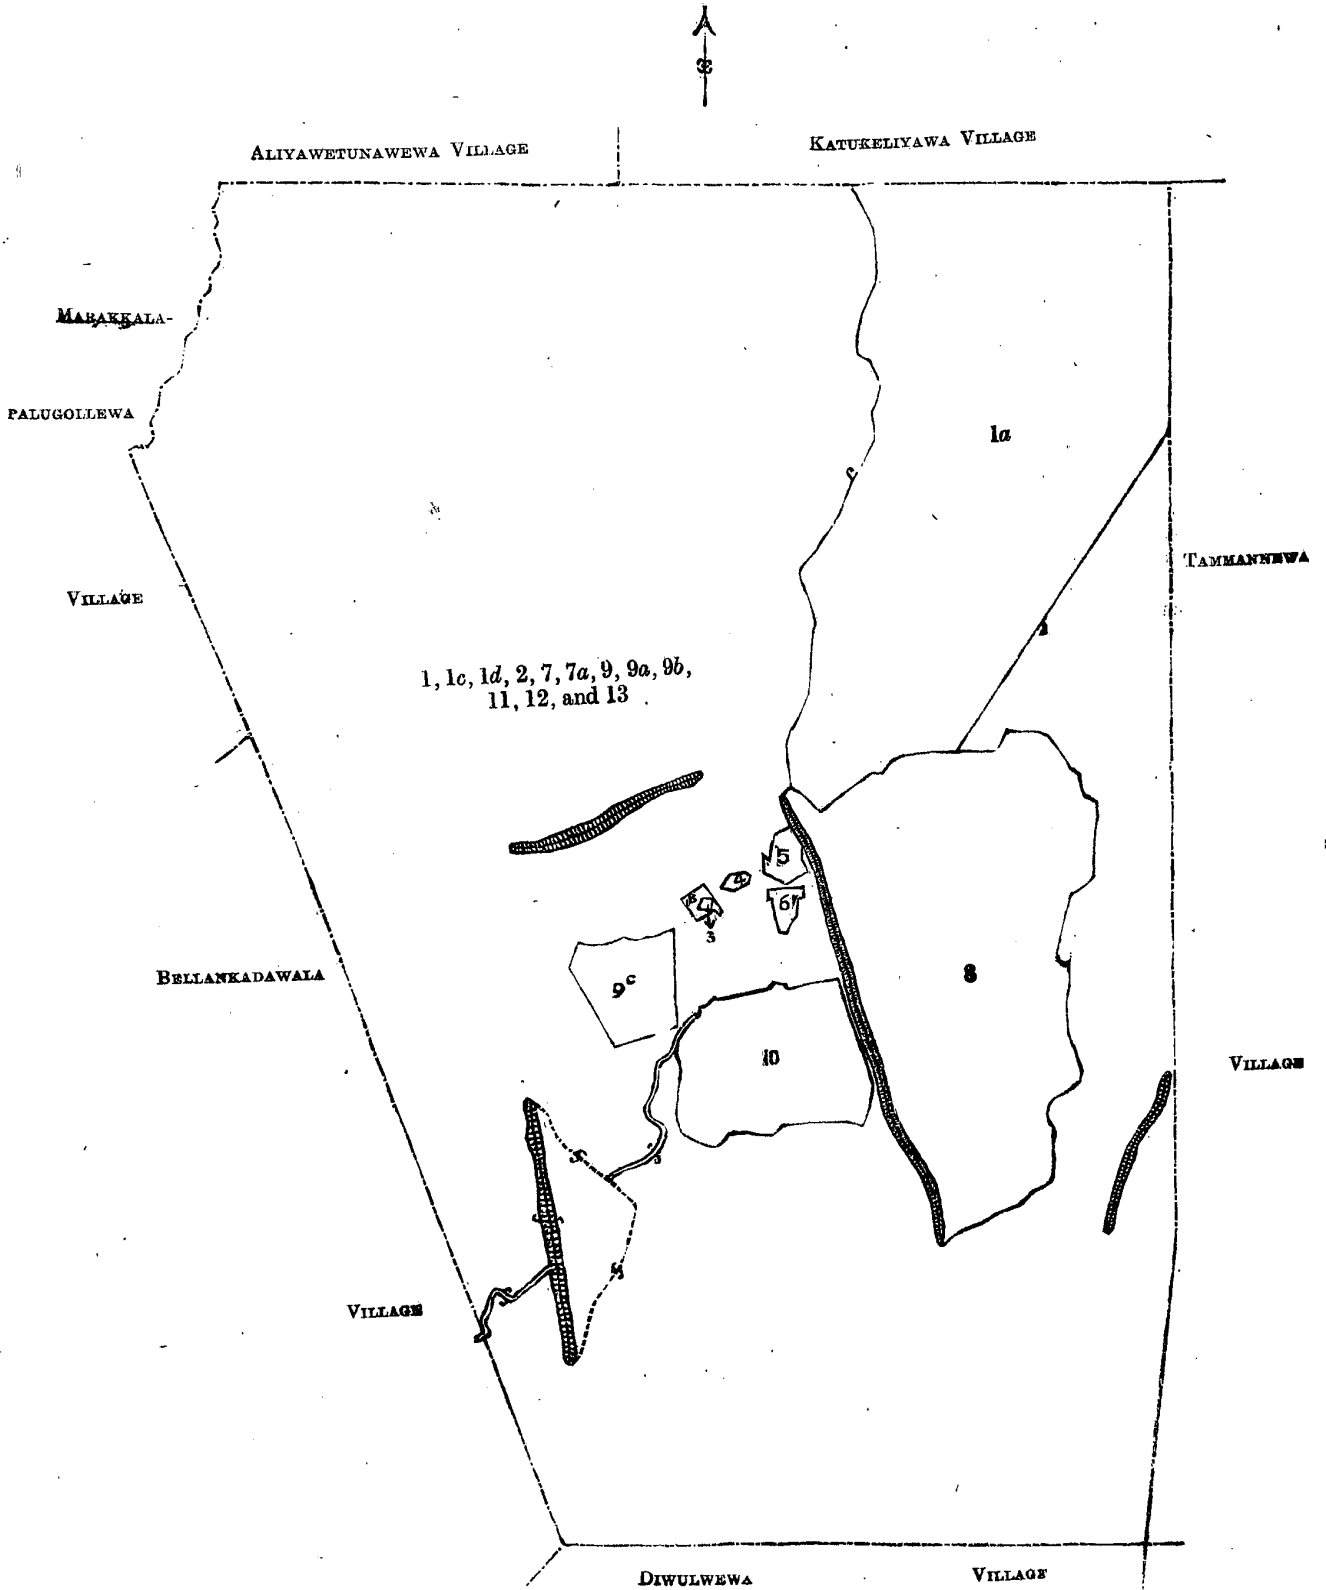 ALIYAWETUNAWEWA VILLAGE
KATUKELIYAWA VILLAGE
MARAKKALA-
PALUGOLLEWA
VILLAGE
1a
TAMMANNEWA
VILLAGE
1, 1c, 1d, 2, 7, 7a, 9, 9a, 9b,
11, 12, and 13
5
4
6
3
9c
8
10
BELLANKADAWALA
VILLAGE
DIWULWEWA VILLAGE